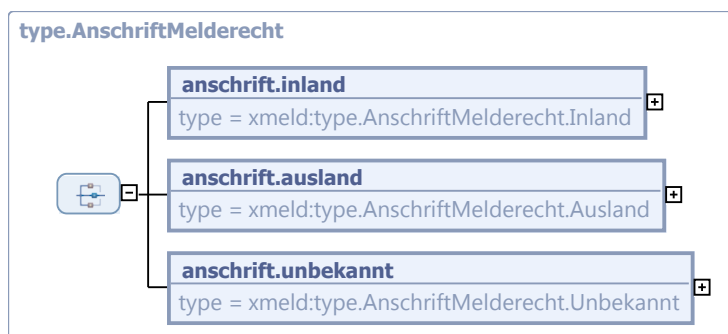 type.AnschriftMelderecht
anschrift.inland
type = xmeld:type.AnschriftMelderecht.Inland
anschrift.ausland
type = xmeld:type.AnschriftMelderecht.Ausland
anschrift.unbekannt
type = xmeld:type.AnschriftMelderecht.Unbekannt